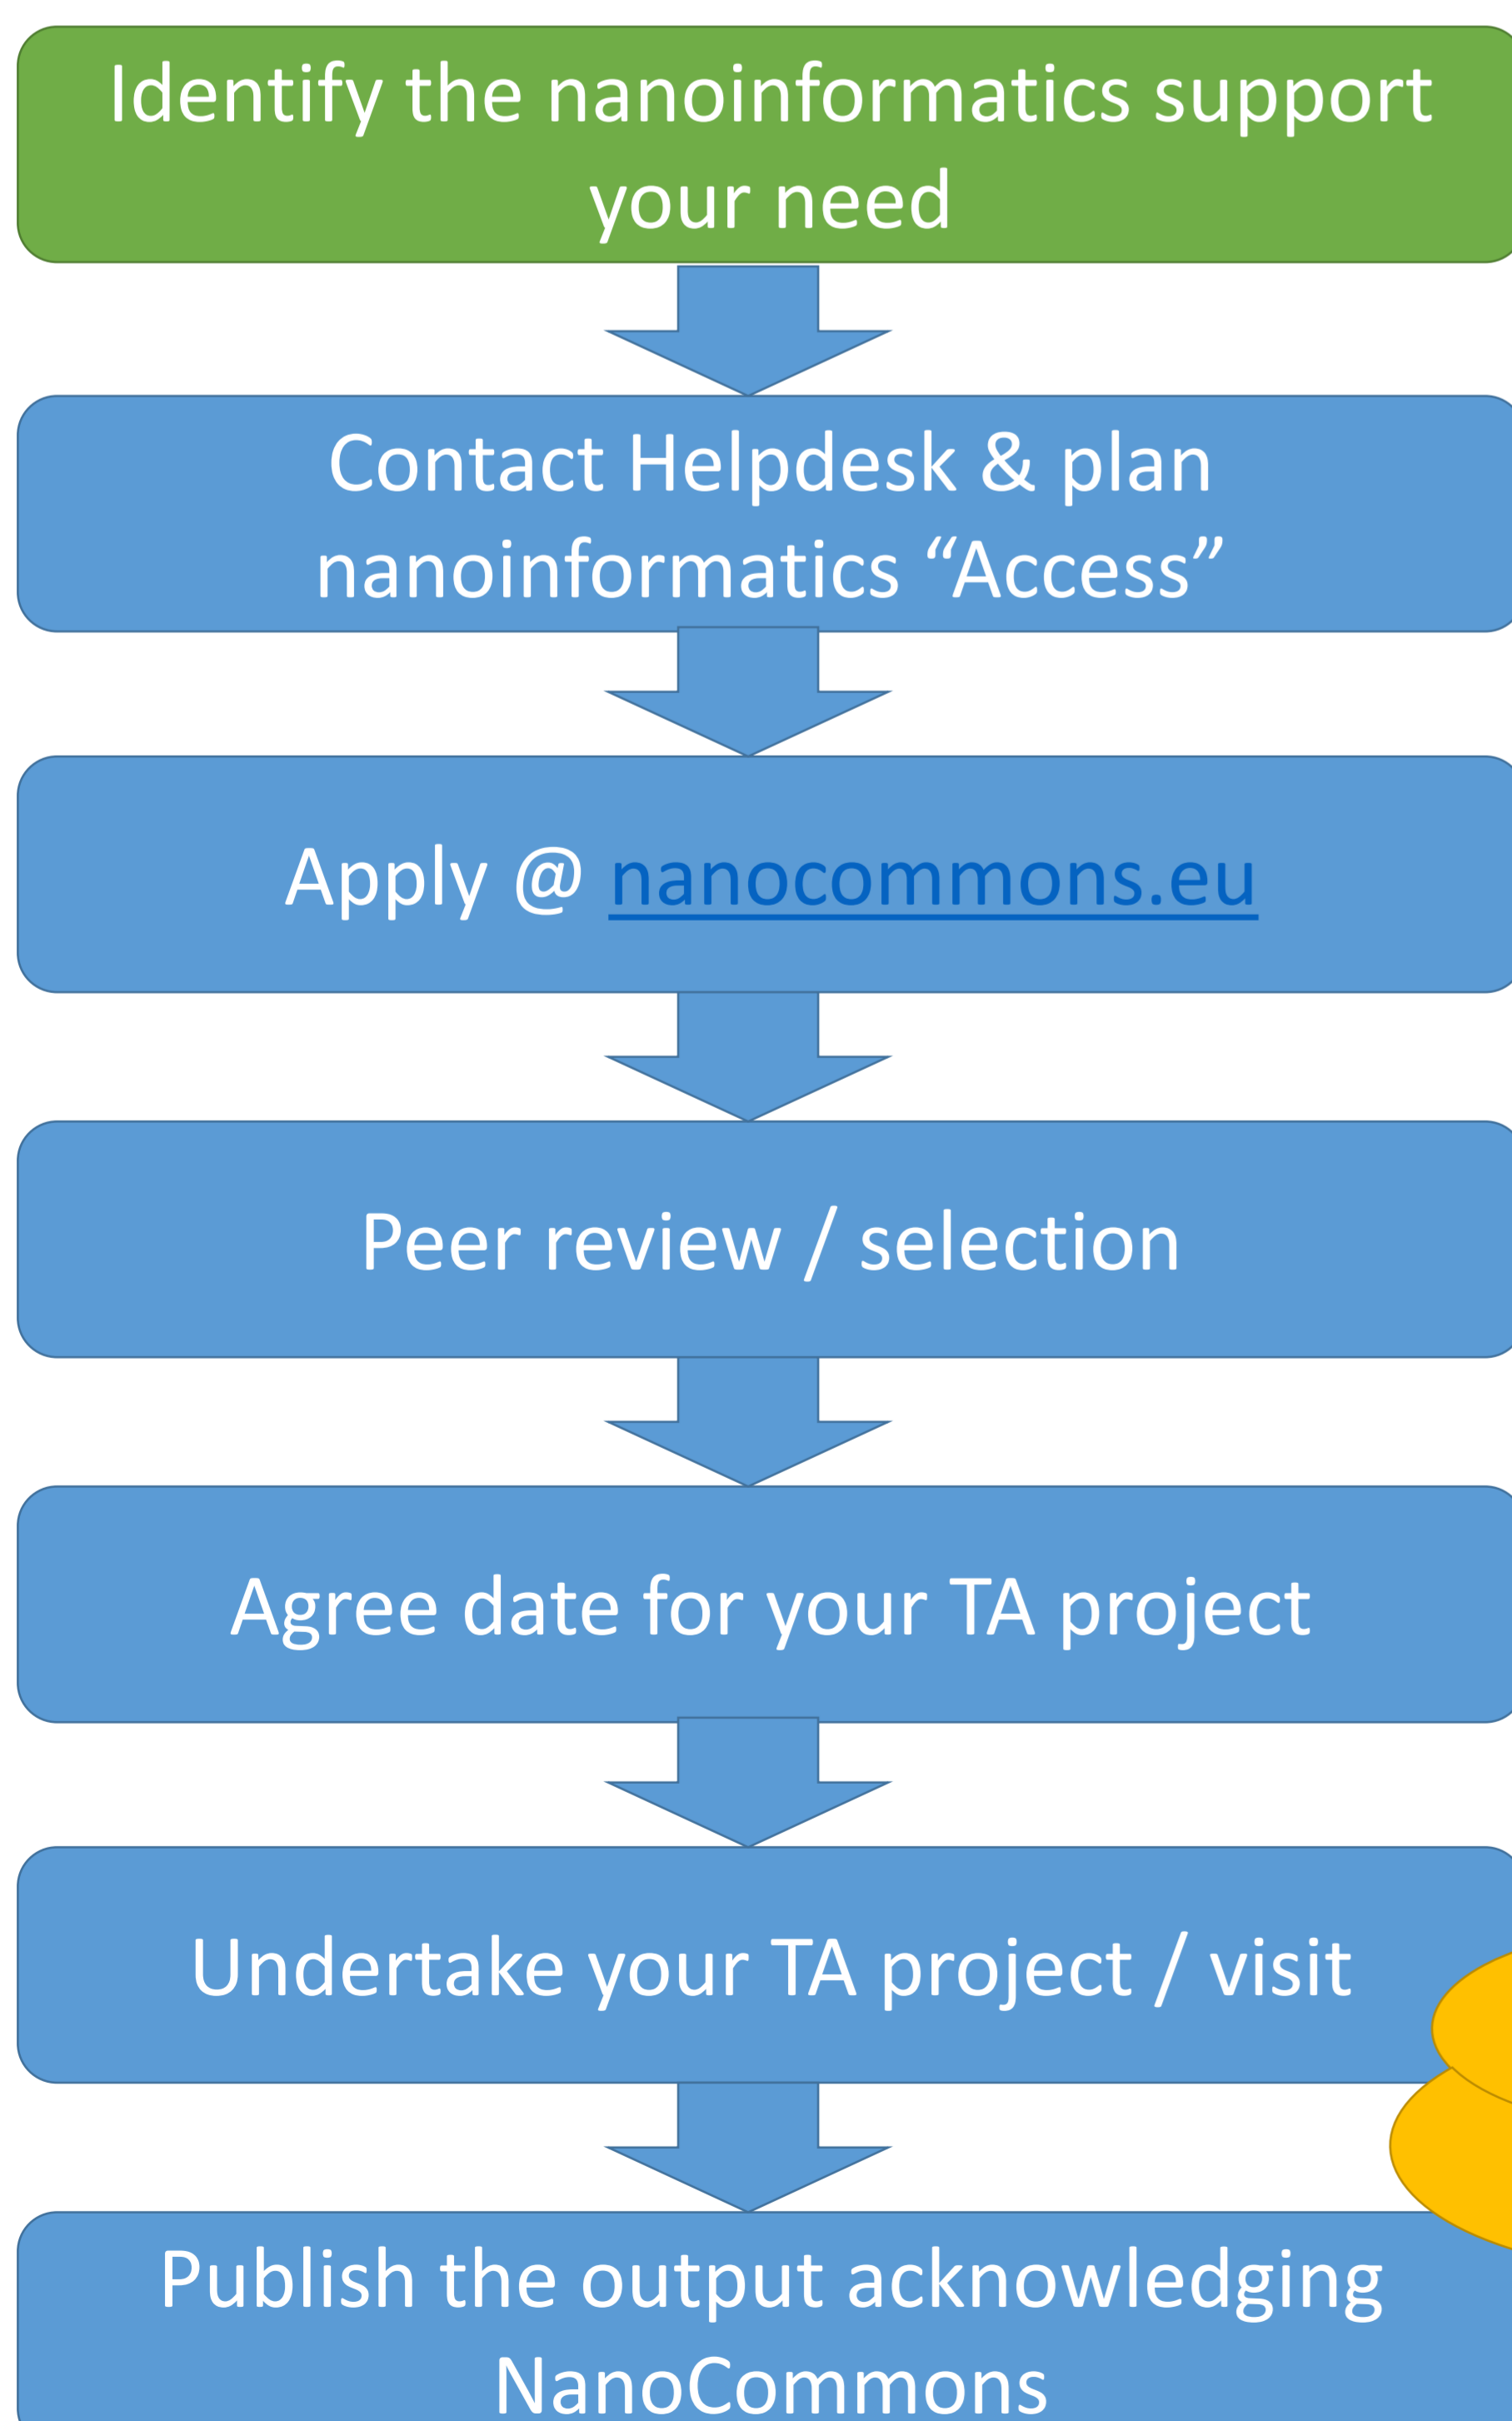 Identify the nanoinformatics support
your need
Contact Helpdesk & plan
nanoinformatics “Access”
Apply @ nanocommons.eu
Peer review / selection
Agree date for your TA project
Undertake your TA project / visit
Publish the output acknowledging
NanoCommons